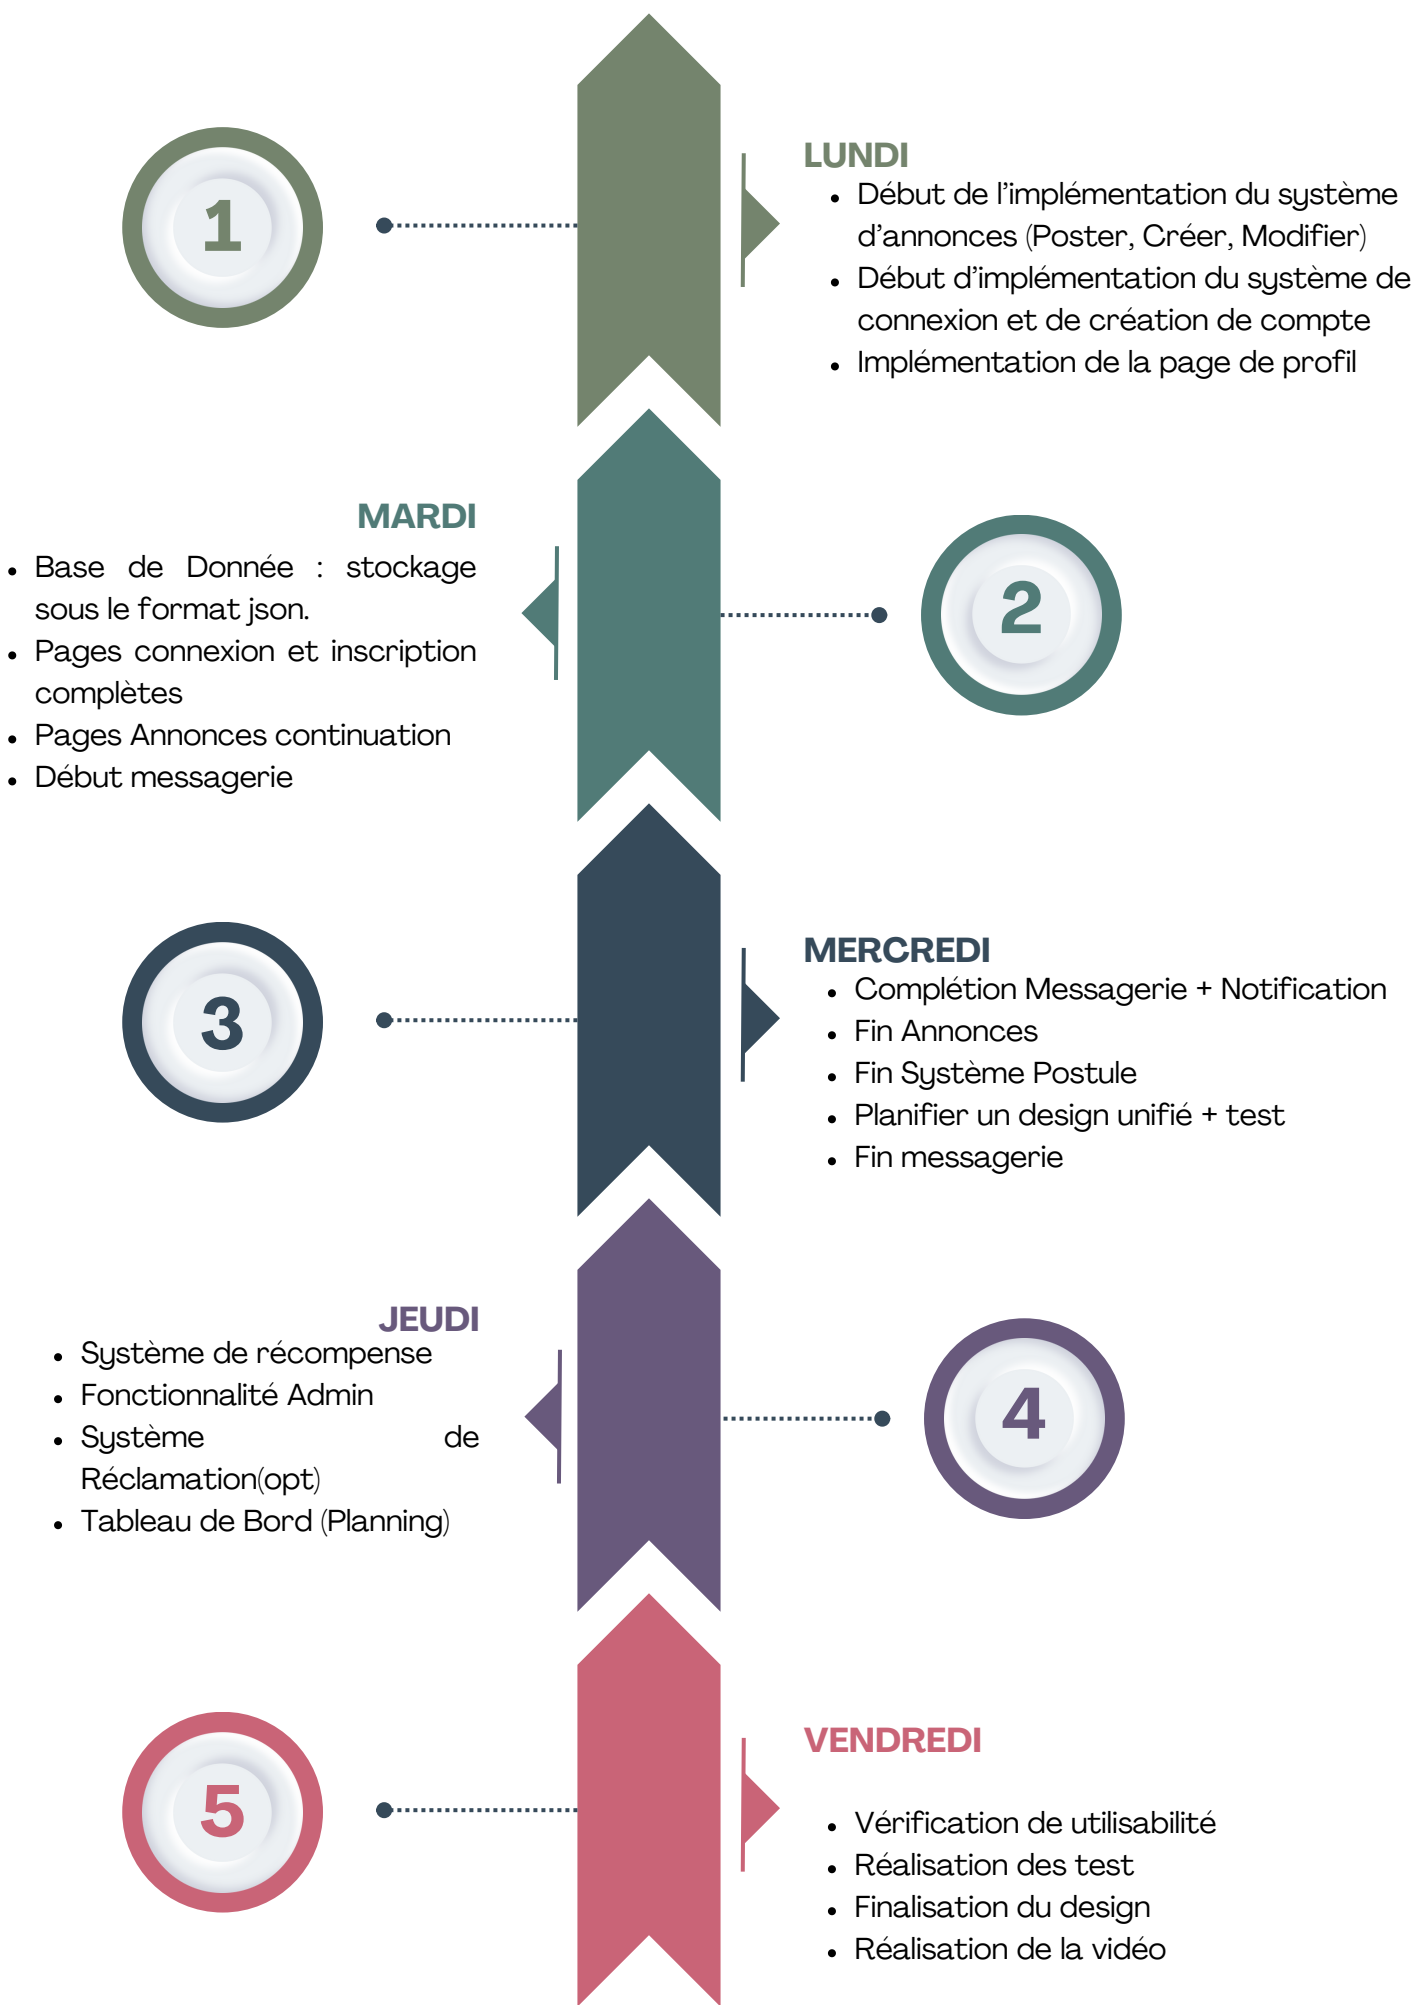 1
LUNDI
• Début de l’implémentation du système
d’annonces (Poster, Créer, Modifier)
• Début d’implémentation du système de
connexion et de création de compte
• Implémentation de la page de profil
MARDI
• Base de Donnée : stockage
sous le format json.
• Pages connexion et inscription
complètes
• Pages Annonces continuation
• Début messagerie
2
3
MERCREDI
• Complétion Messagerie + Notification
• Fin Annonces
• Fin Système Postule
• Planifier un design unifié + test
• Fin messagerie
JEUDI
• Système de récompense
• Fonctionnalité Admin
• Système de
Réclamation(opt)
• Tableau de Bord (Planning)
4
5
VENDREDI
• Vérification de utilisabilité
• Réalisation des test
• Finalisation du design
• Réalisation de la vidéo